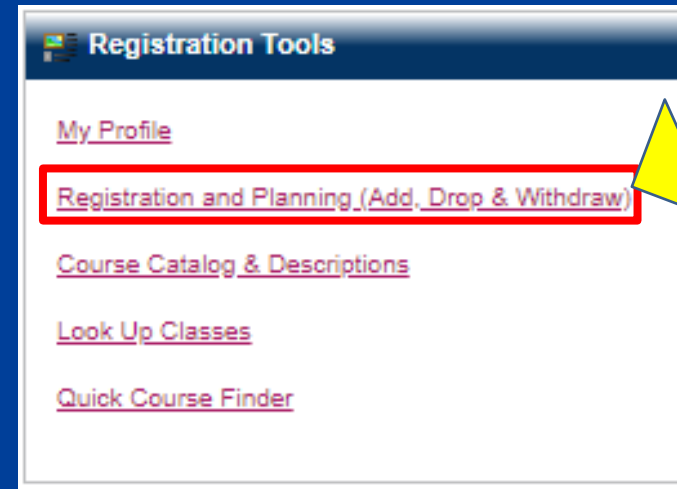 Registration Tools
My Profile
Registration and Planning (Add, Drop & Withdraw)
Course Catalog & Descriptions
Look Up Classes
Quick Course Finder